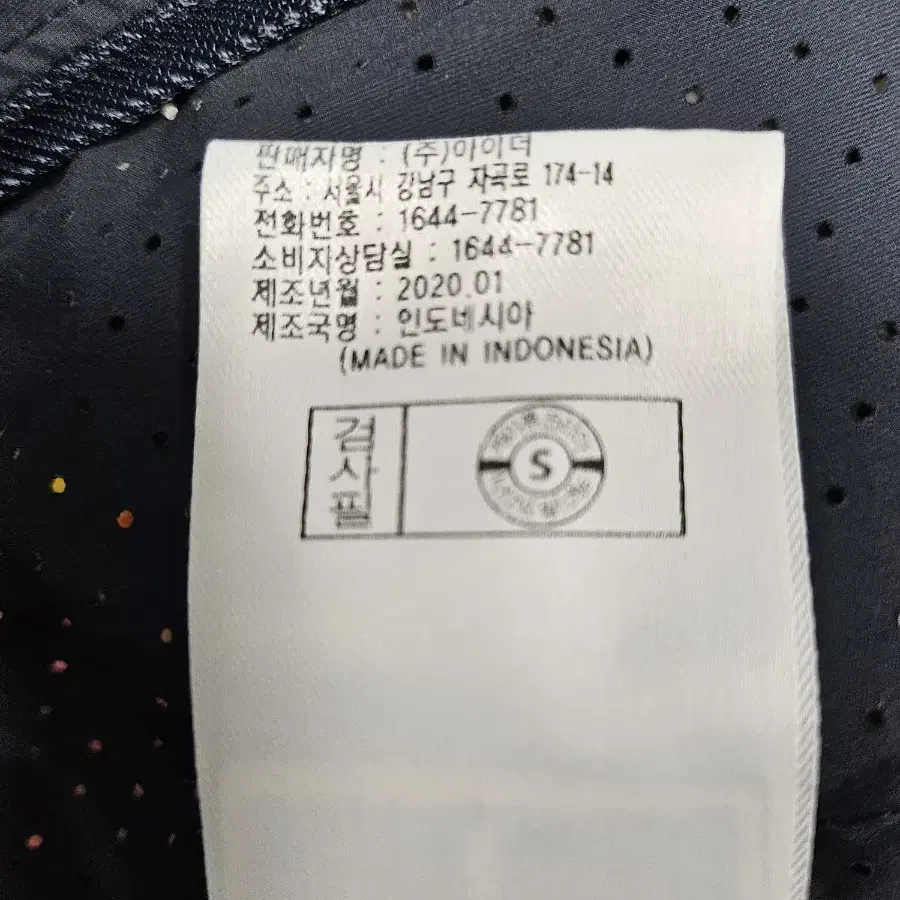 판매자명 : (주)아이더
주소 : 서울시 강남구 자곡로 174-14
전화번호 : 1644-7781
소비자상담실 : 1644-7781
제조년월 : 2020.01
제조국명 : 인도네시아
(MADE IN INDONESIA)
검사필
S